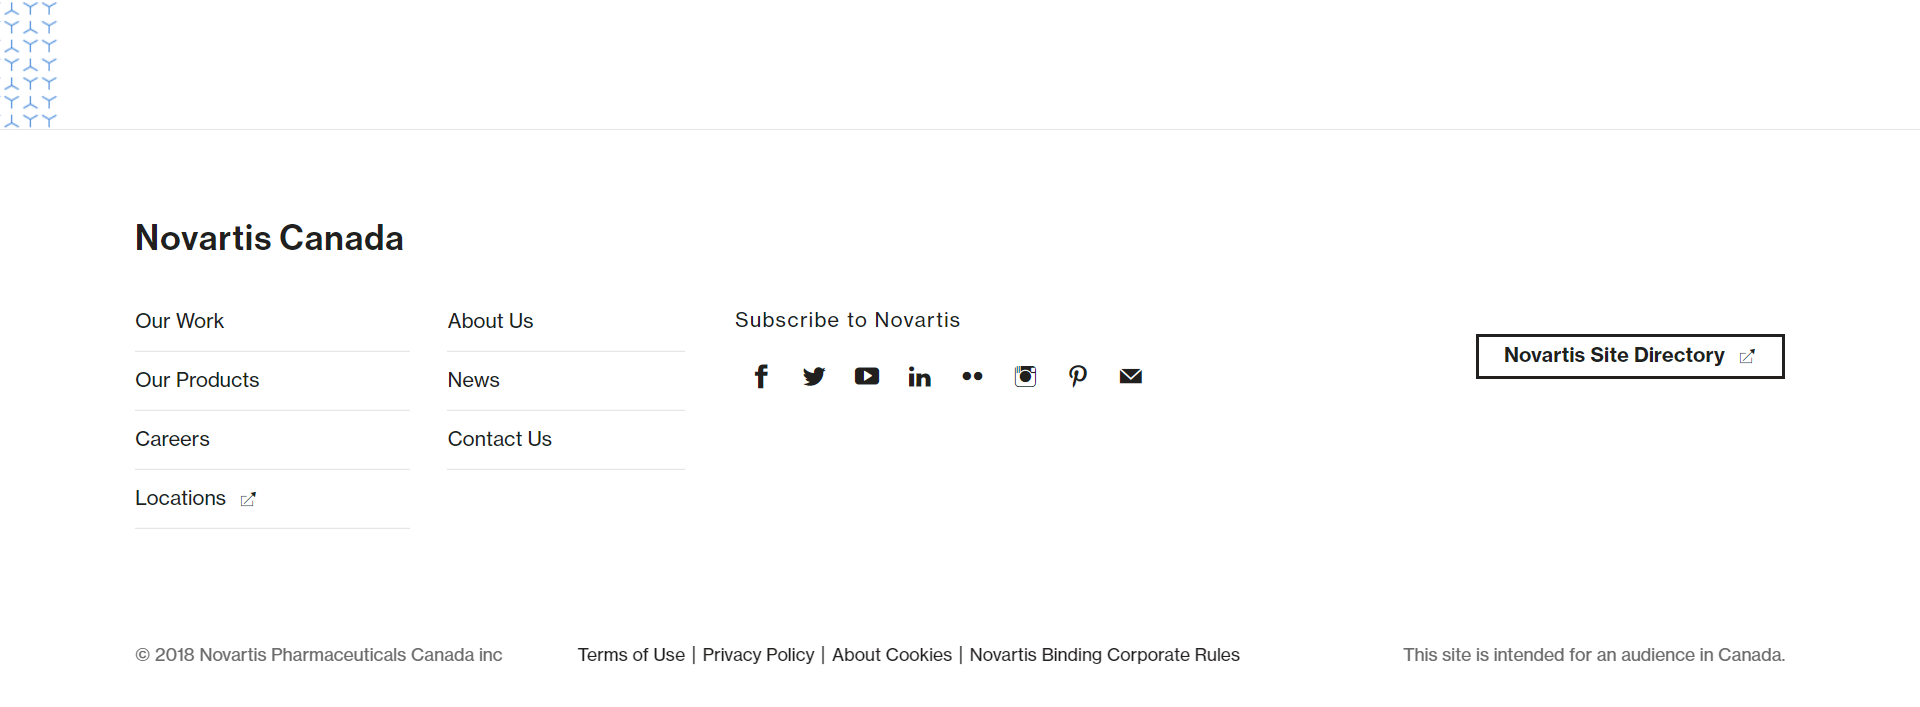 Novartis Canada
Our Work
Our Products
Careers
Locations
About Us
News
Contact Us
Subscribe to Novartis
Novartis Site Directory
© 2018 Novartis Pharmaceuticals Canada inc
Terms of Use | Privacy Policy | About Cookies | Novartis Binding Corporate Rules
This site is intended for an audience in Canada.